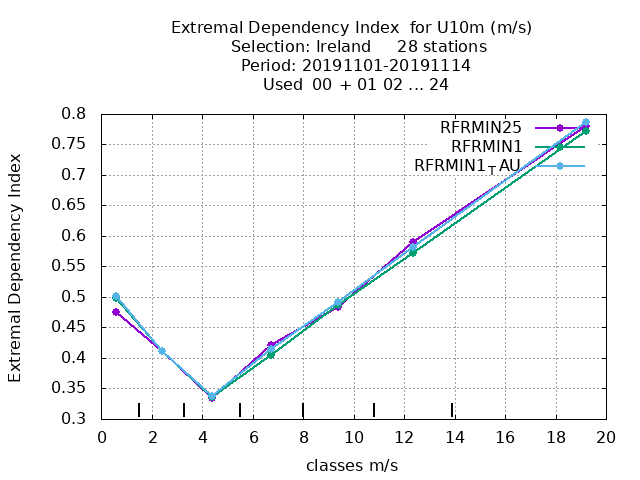 Extremal Dependency Index  for U10m (m/s)
Selection: Ireland     28 stations
Period: 20191101-20191114
Used  00  + 01 02 ... 24
Extremal Dependency Index
0.8
0.75
0.7
0.65
0.6
0.55
0.5
0.45
0.4
0.35
0.3
RFRMIN25
RFRMIN1
RFRMIN1TAU
0 2 4 6 8 10 12 14 16 18 20
classes m/s